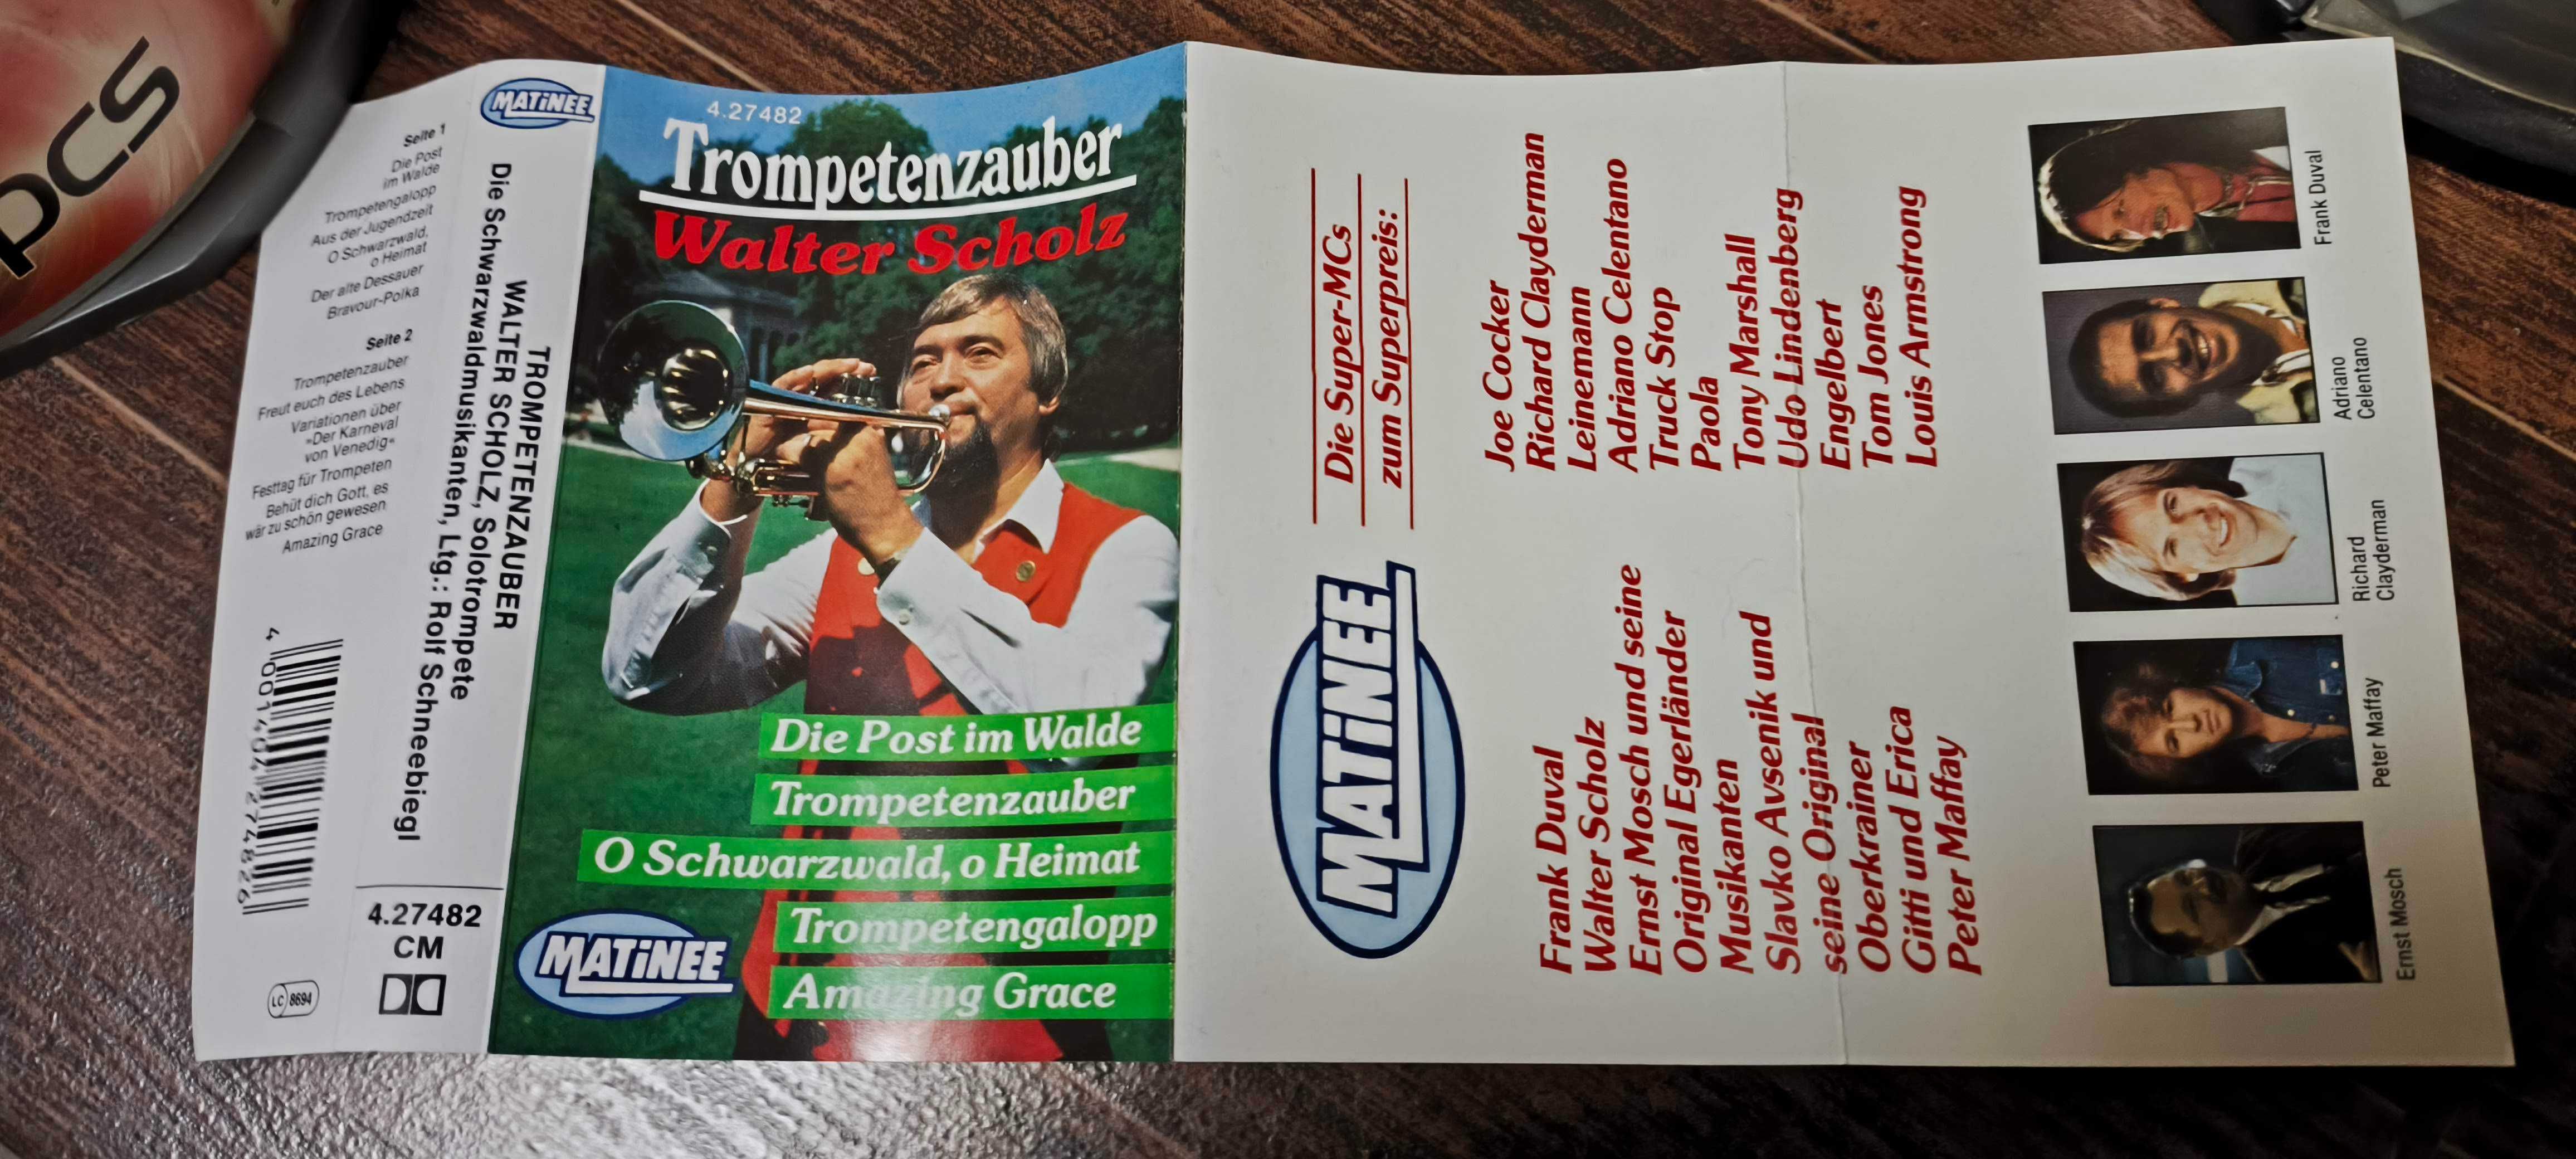 PCS
MATiNEE
Seite 1
Die Post
im Walde
Trompetengalopp
Aus der Jugendzeit
O Schwarzwald,
o Heimat
Der alte Dessauer
Bravour-Polka
Seite 2
Trompetenzauber
Freut euch des Lebens
Variationen über
»Der Karneval
von Venedig«
Festtag für Trompeten
Behüt dich Gott, es
wär zu schön gewesen
Amazing Grace
4 001404 274826
LC 8694
TROMPETENZAUBER
WALTER SCHOLZ, Solotrompete
Die Schwarzwaldmusikanten, Ltg.: Rolf Schneebiegl
4.27482
CM
4.27482
Trompetenzauber
Walter Scholz
Die Post im Walde
Trompetenzauber
O Schwarzwald, o Heimat
Trompetengalopp
Amazing Grace
MATiNEE
MATiNEE
Die Super-MCs
zum Superpreis:
Frank Duval
Walter Scholz
Ernst Mosch und seine
Original Egerländer
Musikanten
Slavko Avsenik und
seine Original
Oberkrainer
Gitti und Erica
Peter Maffay
Joe Cocker
Richard Clayderman
Leinemann
Adriano Celentano
Truck Stop
Paola
Tony Marshall
Udo Lindenberg
Engelbert
Tom Jones
Louis Armstrong
Ernst Mosch
Peter Maffay
Richard
Clayderman
Adriano
Celentano
Frank Duval